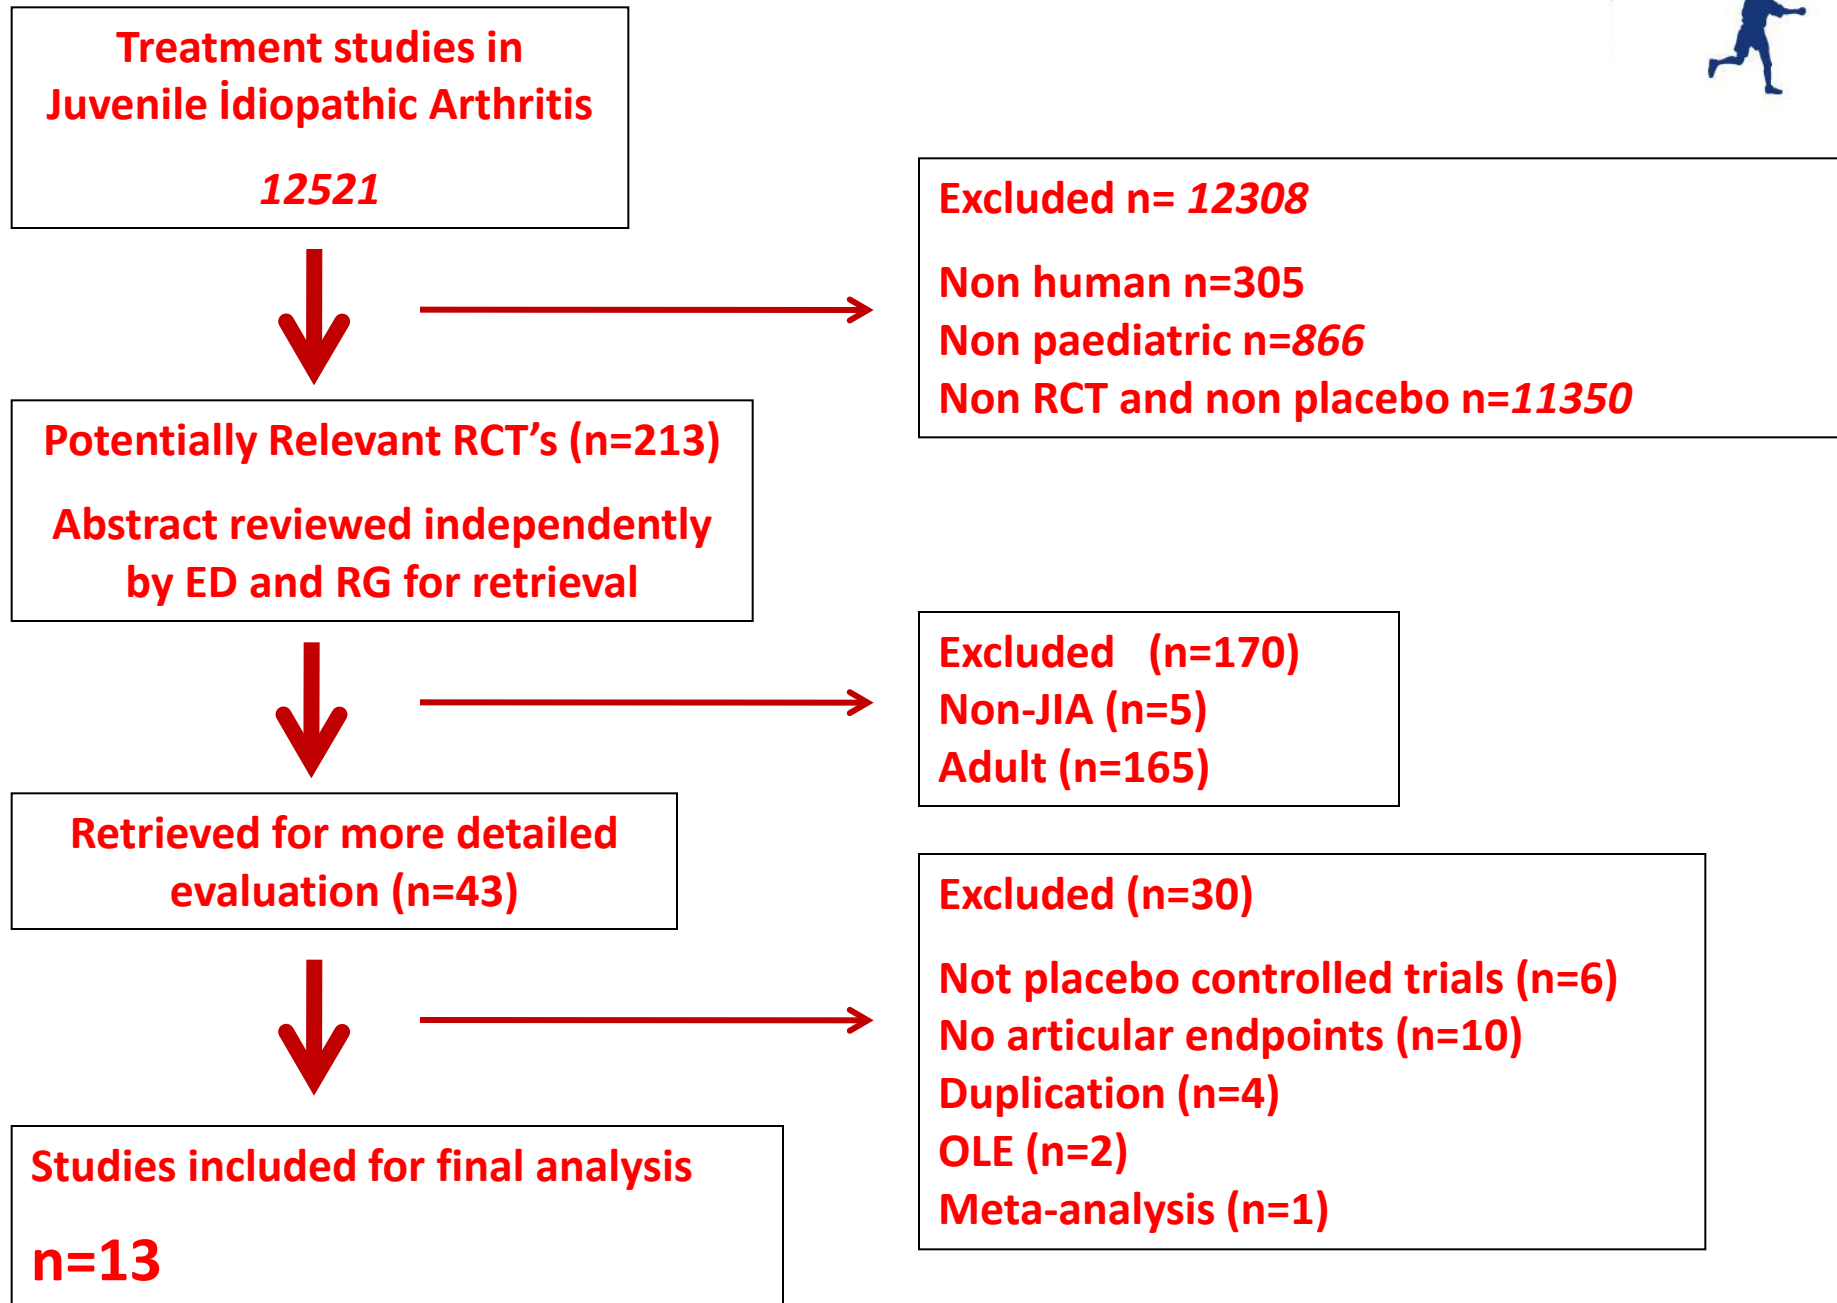 Treatment studies in
Juvenile İdiopathic Arthritis
12521
Excluded n= 12308
Non human n=305
Non paediatric n=866
Non RCT and non placebo n=11350
Potentially Relevant RCT’s (n=213)
Abstract reviewed independently
by ED and RG for retrieval
Excluded (n=170)
Non-JIA (n=5)
Adult (n=165)
Retrieved for more detailed
evaluation (n=43)
Excluded (n=30)
Not placebo controlled trials (n=6)
No articular endpoints (n=10)
Duplication (n=4)
OLE (n=2)
Meta-analysis (n=1)
Studies included for final analysis
n=13